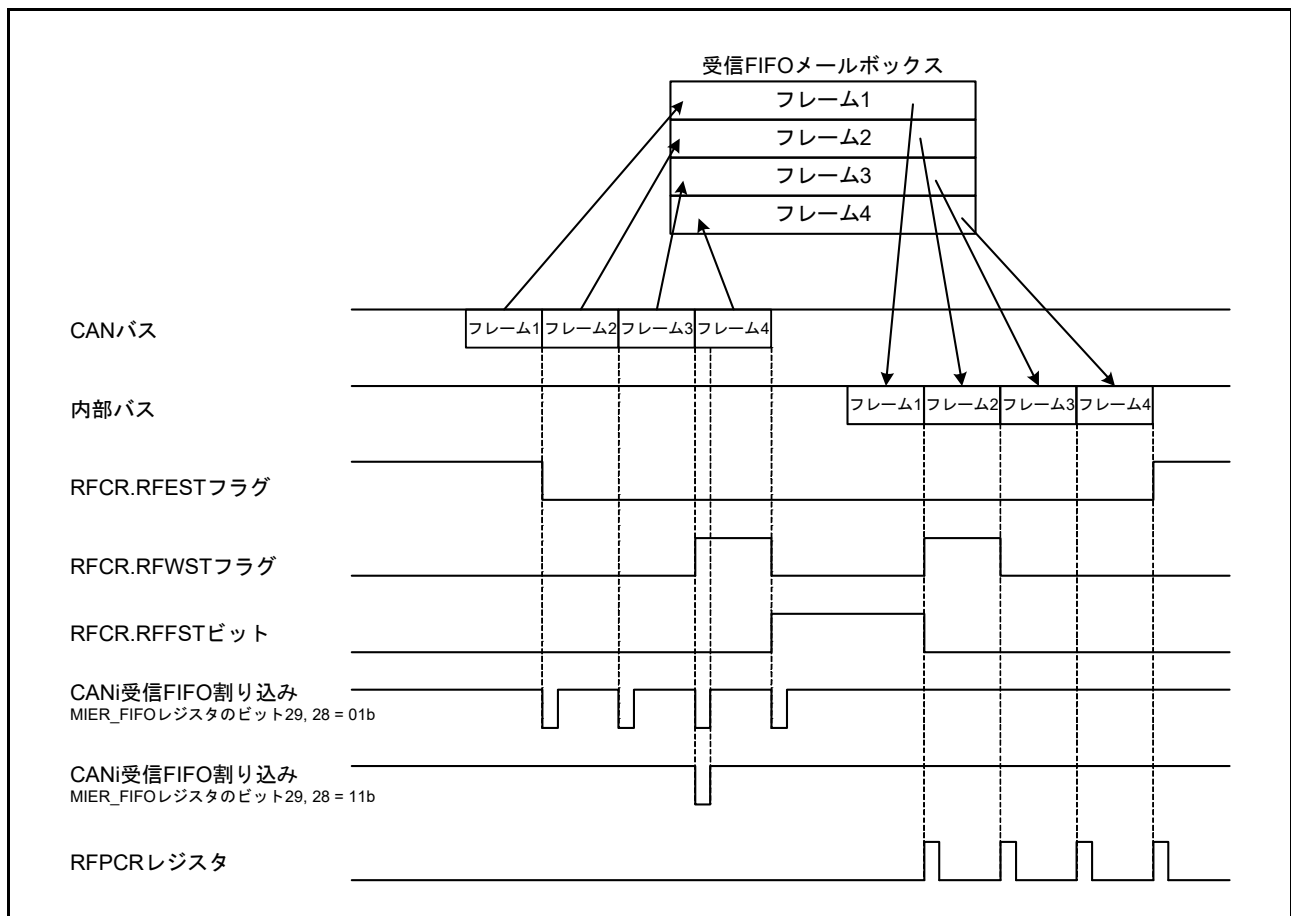 受信FIFOメールボックス
フレーム1
フレーム2
フレーム3
フレーム4
CANバス
フレーム1 フレーム2 フレーム3 フレーム4
内部バス
フレーム1 フレーム2 フレーム3 フレーム4
RFCR.RFESTフラグ
RFCR.RFWSTフラグ
RFCR.RFFSTビット
CANi受信FIFO割り込み
MIER_FIFOレジスタのビット29, 28 = 01b
CANi受信FIFO割り込み
MIER_FIFOレジスタのビット29, 28 = 11b
RFPCRレジスタ